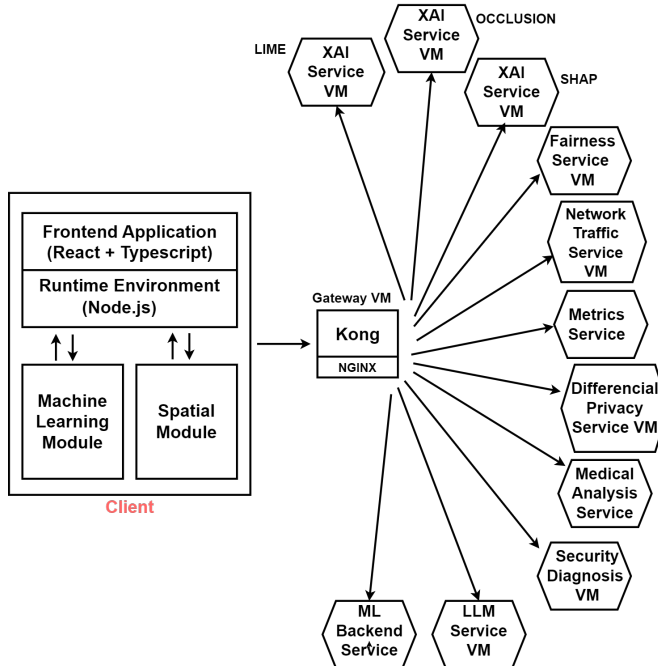 OCCLUSION
XAI
Service
VM
LIME
XAI
Service
VM
XAI
Service
VM
SHAP
Fairness
Service
VM
Network
Traffic
Service
VM
Frontend Application
(React + Typescript)
Runtime Environment
(Node.js)
Machine
Learning
Module
Spatial
Module
Client
Gateway VM
Kong
NGINX
Metrics
Service
Differencial
Privacy
Service VM
Medical
Analysis
Service
Security
Diagnosis
VM
ML
Backend
Service
LLM
Service
VM